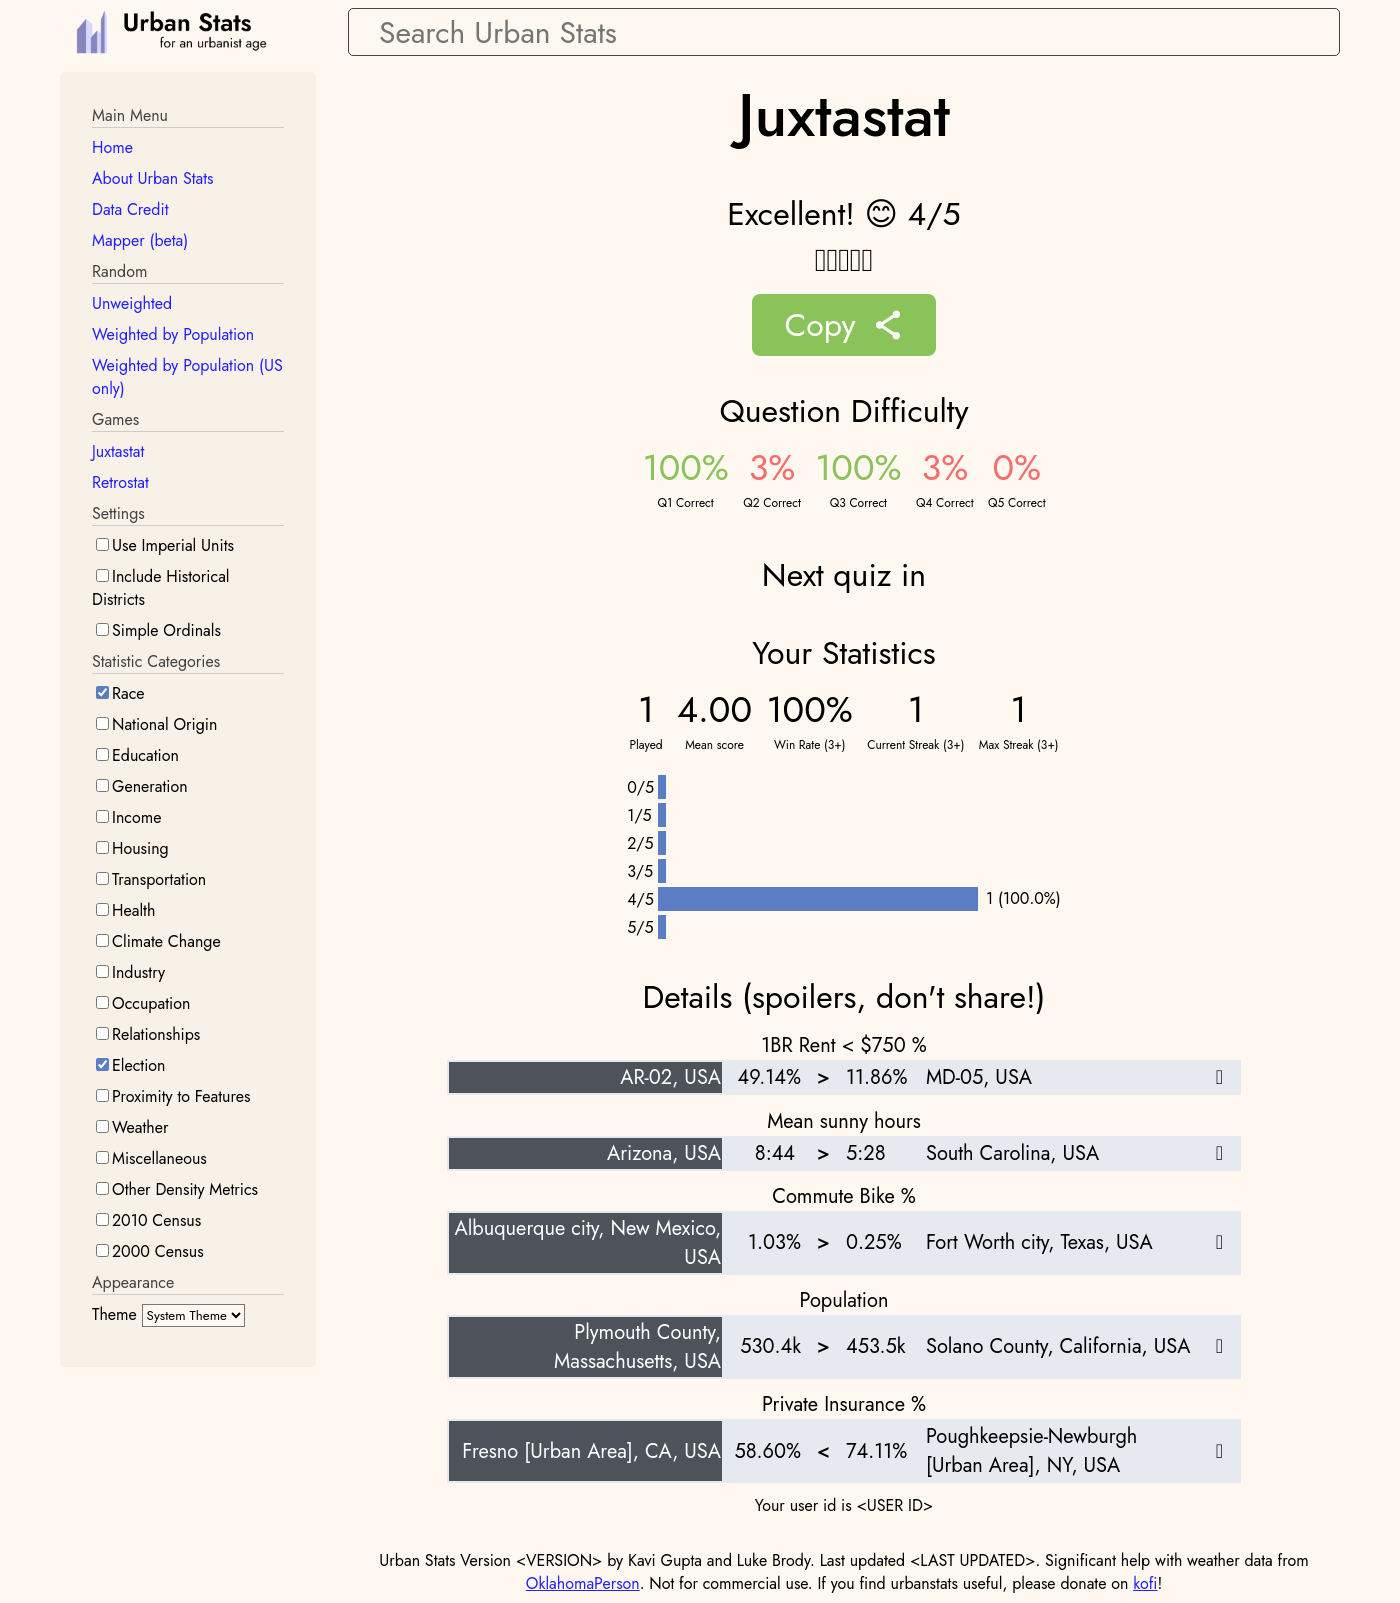 Urban Stats
for an urbanist age
Search Urban Stats
Main Menu
Home
About Urban Stats
Data Credit
Mapper (beta)
Random
Unweighted
Weighted by Population
Weighted by Population (US
only)
Games
Juxtastat
Retrostat
Settings
Use Imperial Units
Include Historical
Districts
Simple Ordinals
Statistic Categories
Race
National Origin
Education
Generation
Income
Housing
Transportation
Health
Climate Change
Industry
Occupation
Relationships
Election
Proximity to Features
Weather
Miscellaneous
Other Density Metrics
2010 Census
2000 Census
Appearance
Theme System Theme
Juxtastat
Excellent! 😊 4/5
Copy
Question Difficulty
100% 3% 100% 3% 0%
Q1 Correct Q2 Correct Q3 Correct Q4 Correct Q5 Correct
Next quiz in
Your Statistics
1 4.00 100% 1 1
Played Mean score Win Rate (3+) Current Streak (3+) Max Streak (3+)
0/5
1/5
2/5
3/5
4/5 1 (100.0%)
5/5
Details (spoilers, don't share!)
1BR Rent < $750 %
AR-02, USA 49.14% > 11.86% MD-05, USA
Mean sunny hours
Arizona, USA 8:44 > 5:28 South Carolina, USA
Commute Bike %
Albuquerque city, New Mexico,
USA 1.03% > 0.25% Fort Worth city, Texas, USA
Population
Plymouth County,
Massachusetts, USA 530.4k > 453.5k Solano County, California, USA
Private Insurance %
Fresno [Urban Area], CA, USA 58.60% < 74.11% Poughkeepsie-Newburgh
[Urban Area], NY, USA
Your user id is <USER ID>
Urban Stats Version <VERSION> by Kavi Gupta and Luke Brody. Last updated <LAST UPDATED>. Significant help with weather data from
OklahomaPerson. Not for commercial use. If you find urbanstats useful, please donate on kofi!